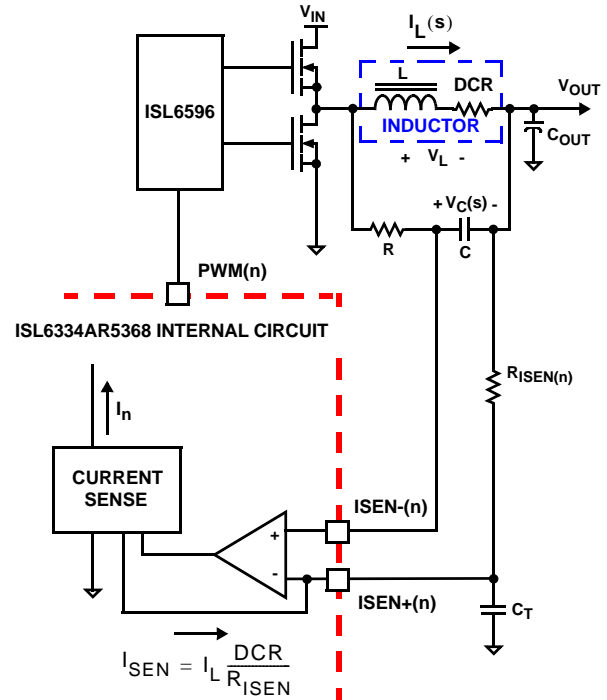 V_IN
I_L(s)
L
DCR
V_OUT
ISL6596
INDUCTOR
C_OUT
+ V_L -
+ V_C(s) -
R
C
PWM(n)
ISL6334AR5368 INTERNAL CIRCUIT
R_ISEN(n)
I_n
CURRENT
SENSE
ISEN-(n)
+
-
ISEN+(n)
C_T
I_SEN = I_L DCR/R_ISEN